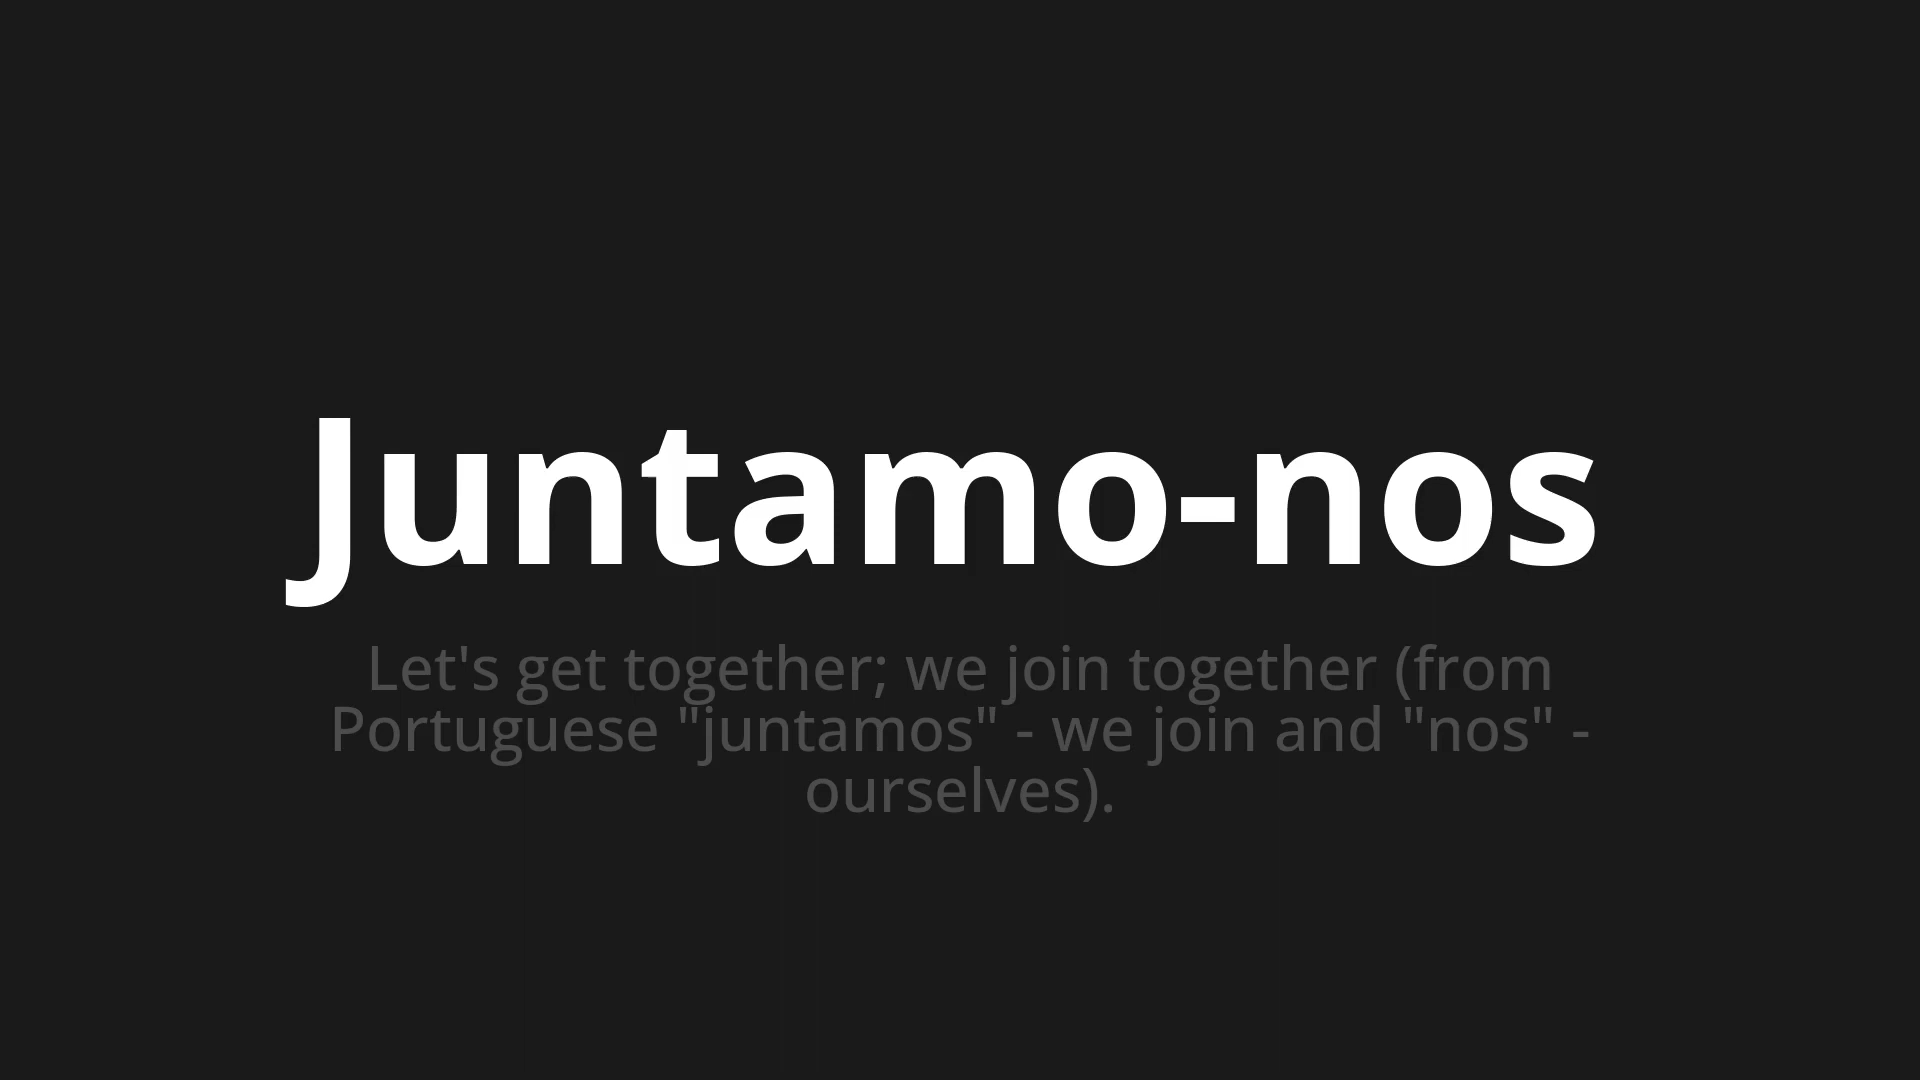 Juntamo-nos
Let's get together; we join together (from
Portuguese "juntamos" - we join and "nos" -
ourselves).